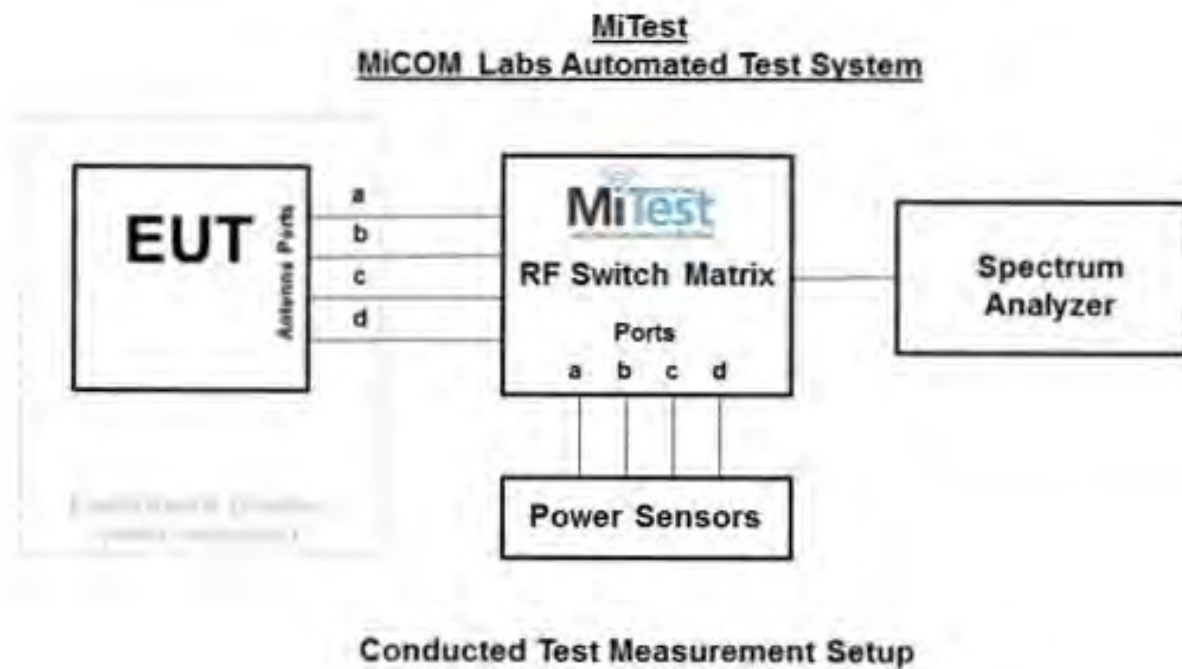 MiTest
MiCOM Labs Automated Test System
EUT
Antenna Ports
a
b
c
d
MiTest
RF Switch Matrix
Ports
a b c d
Spectrum
Analyzer
Power Sensors
Conducted Test Measurement Setup